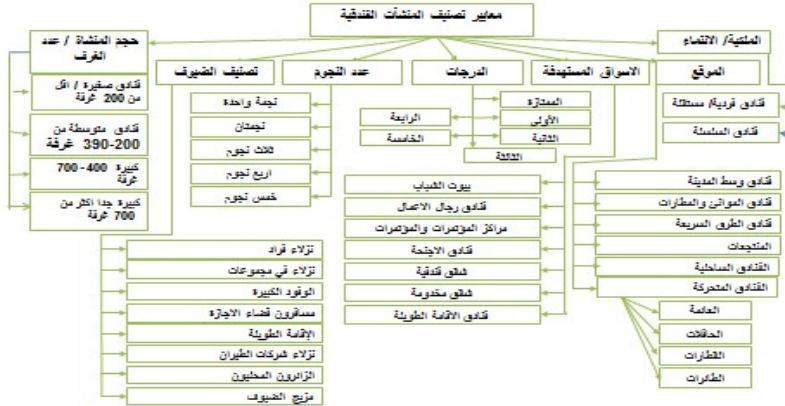 معايير تصنيف المنشآت الفندقية
الملكية/ الانتماء
فنادق فردية/ مستقلة
فنادق السلسلة
الموقع
فنادق وسط المدينة
فنادق الموانئ والمطارات
فنادق الطرق السريعة
المنتجعات
الفنادق الساحلية
الفنادق المتحركة
العائمة
الحافلات
القطارات
الطائرات
الاسواق المستهدفة
بيوت الشباب
فنادق رجال الاعمال
مراكز المؤتمرات والمؤتمرات
فنادق الاجنحة
شقق فندقية
شقق مخدومة
فنادق الاقامة الطويلة
الدرجات
الممتازة
الأولى
الثانية
الثالثة
الرابعة
الخامسة
عدد النجوم
نجمة واحدة
نجمتان
ثلاث نجوم
اربع نجوم
خمس نجوم
تصنيف الضيوف
نزلاء فراد
نزلاء في مجموعات
الوفود الكبيرة
مسافرون قضاء الاجازة
الإقامة الطويلة
نزلاء شركات الطيران
الزائرون المحليون
مزيج الضيوف
حجم المنشاة / عدد
الغرف
فنادق صغيرة / اقل
من 200 غرفة
فنادق متوسطة من
200-390 غرفة
كبيرة 400-700
غرفة
كبيرة جدا اكثر من
700 غرفة